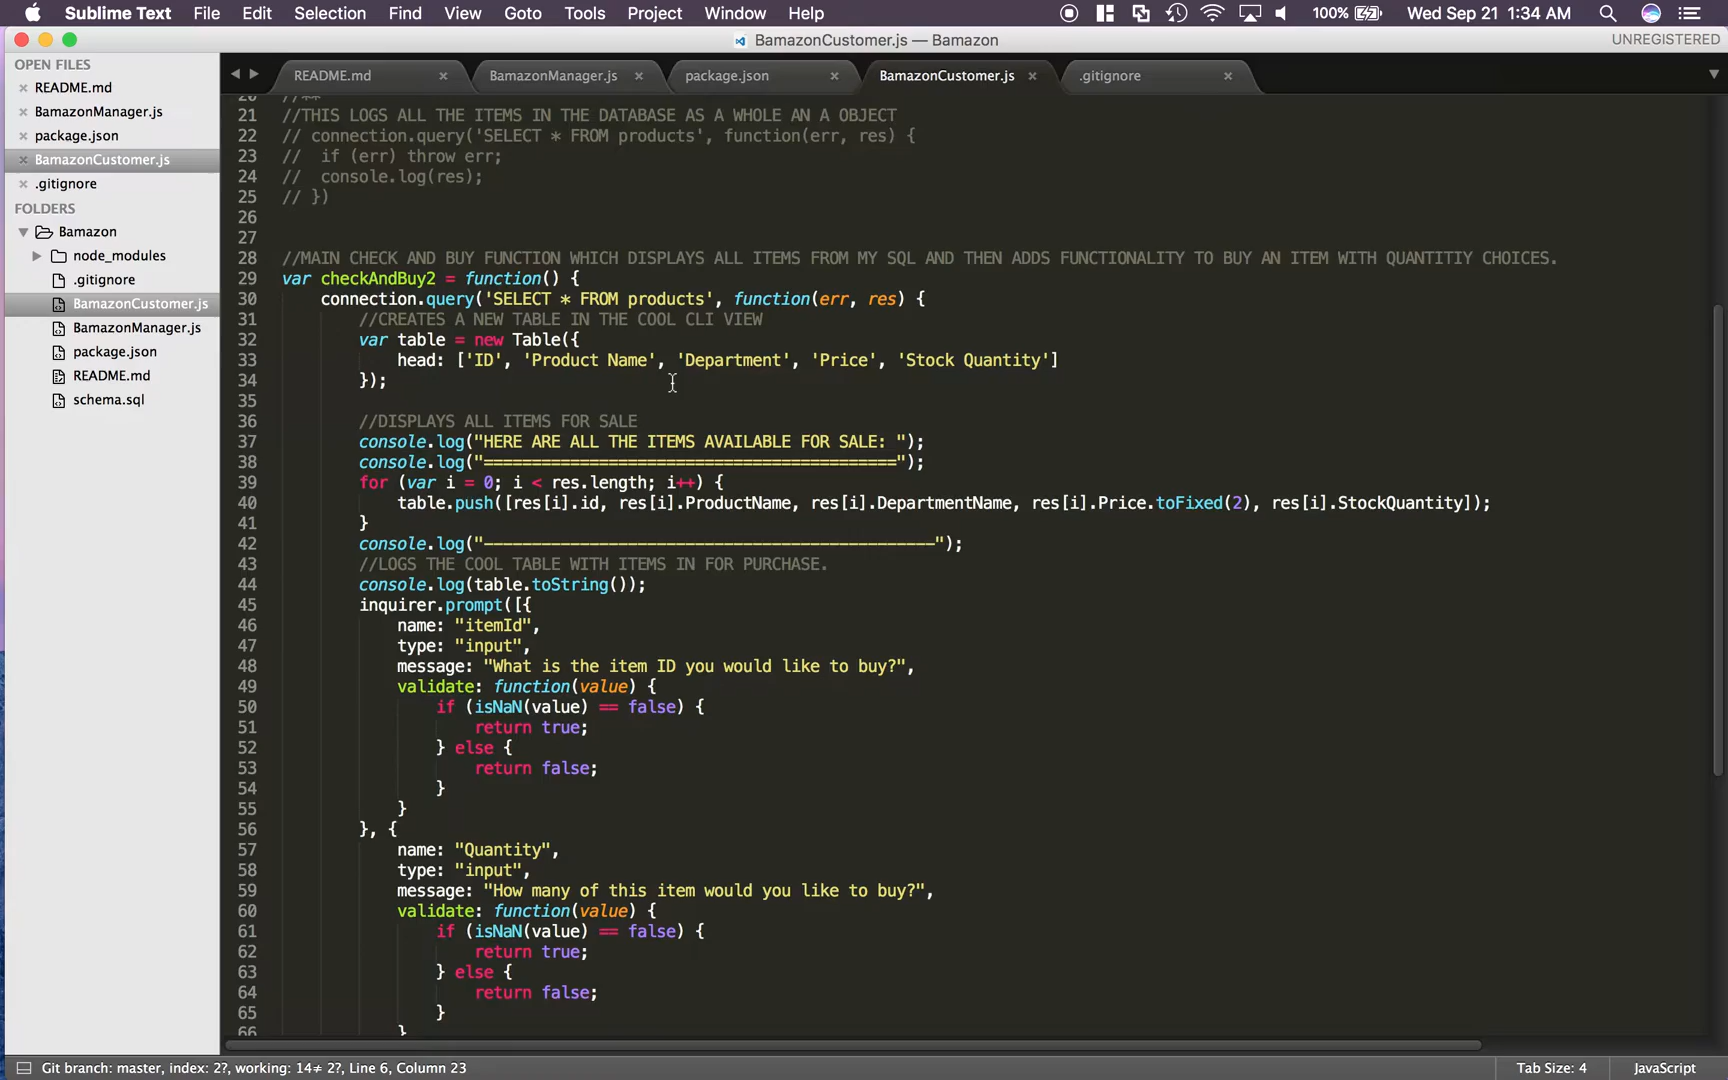 Sublime Text File Edit Selection Find View Goto Tools Project Window Help 100% Wed Sep 21 1:34 AM
BamazonCustomer.js — Bamazon UNREGISTERED
OPEN FILES
README.md
BamazonManager.js
package.json
BamazonCustomer.js
.gitignore
FOLDERS
Bamazon
node_modules
.gitignore
BamazonCustomer.js
BamazonManager.js
package.json
README.md
schema.sql
README.md BamazonManager.js package.json BamazonCustomer.js .gitignore
20 //**
21 //THIS LOGS ALL THE ITEMS IN THE DATABASE AS A WHOLE AN A OBJECT
22 // connection.query('SELECT * FROM products', function(err, res) {
23 //  if (err) throw err;
24 //  console.log(res);
25 // })
26
27
28 //MAIN CHECK AND BUY FUNCTION WHICH DISPLAYS ALL ITEMS FROM MY SQL AND THEN ADDS FUNCTIONALITY TO BUY AN ITEM WITH QUANTITIY CHOICES.
29 var checkAndBuy2 = function() {
30     connection.query('SELECT * FROM products', function(err, res) {
31         //CREATES A NEW TABLE IN THE COOL CLI VIEW
32         var table = new Table({
33             head: ['ID', 'Product Name', 'Department', 'Price', 'Stock Quantity']
34         });
35
36         //DISPLAYS ALL ITEMS FOR SALE
37         console.log("HERE ARE ALL THE ITEMS AVAILABLE FOR SALE: ");
38         console.log("===========================================");
39         for (var i = 0; i < res.length; i++) {
40             table.push([res[i].id, res[i].ProductName, res[i].DepartmentName, res[i].Price.toFixed(2), res[i].StockQuantity]);
41         }
42         console.log("-----------------------------------------------");
43         //LOGS THE COOL TABLE WITH ITEMS IN FOR PURCHASE.
44         console.log(table.toString());
45         inquirer.prompt([{
46             name: "itemId",
47             type: "input",
48             message: "What is the item ID you would like to buy?",
49             validate: function(value) {
50                 if (isNaN(value) == false) {
51                     return true;
52                 } else {
53                     return false;
54                 }
55             }
56         }, {
57             name: "Quantity",
58             type: "input",
59             message: "How many of this item would you like to buy?",
60             validate: function(value) {
61                 if (isNaN(value) == false) {
62                     return true;
63                 } else {
64                     return false;
65                 }
66             }
Git branch: master, index: 2?, working: 14≠ 2?, Line 6, Column 23 Tab Size: 4 JavaScript